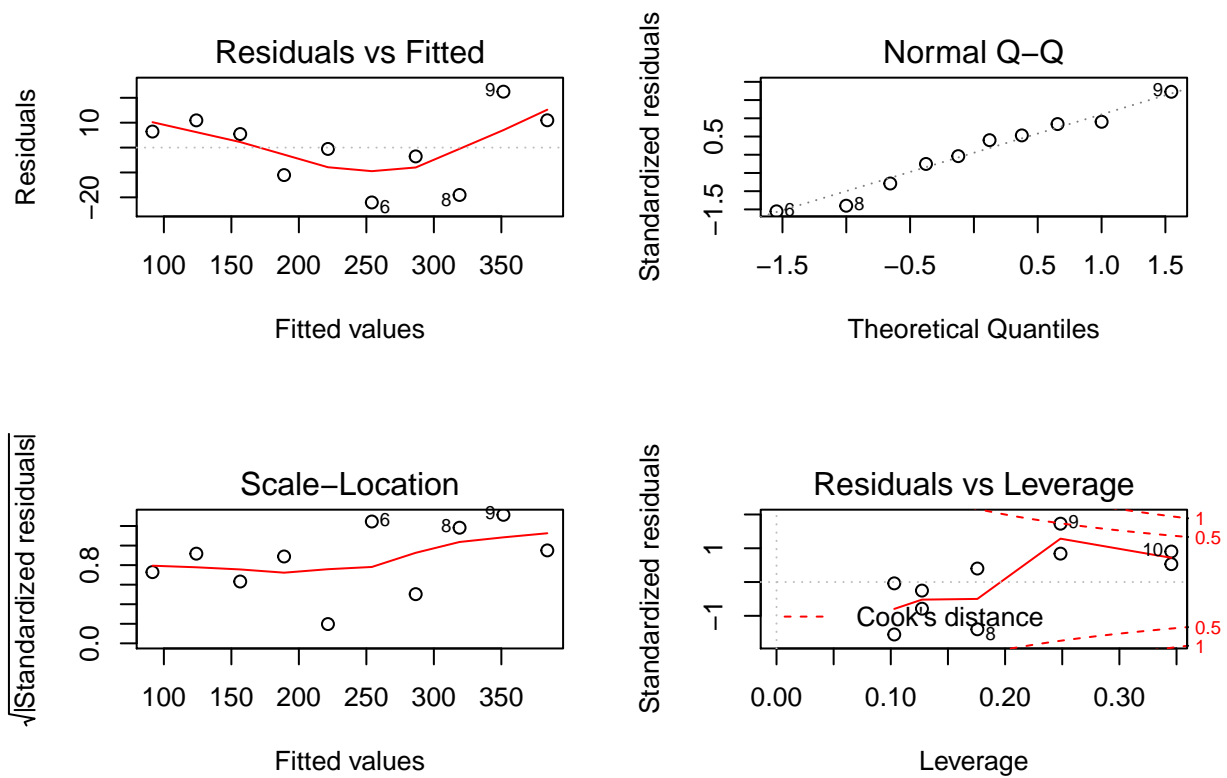 Residuals vs Fitted
Residuals
10
−20
9
6
8
100 150 200 250 300 350
Fitted values
Normal Q−Q
Standardized residuals
0.5
−1.5
9
6
8
−1.5 −0.5 0.5 1.0 1.5
Theoretical Quantiles
Scale−Location
√|Standardized residuals|
0.8
0.0
6
8
9
100 150 200 250 300 350
Fitted values
Residuals vs Leverage
Standardized residuals
1
−1
9
10
8
1
0.5
0.5
1
Cook's distance
0.00 0.10 0.20 0.30
Leverage